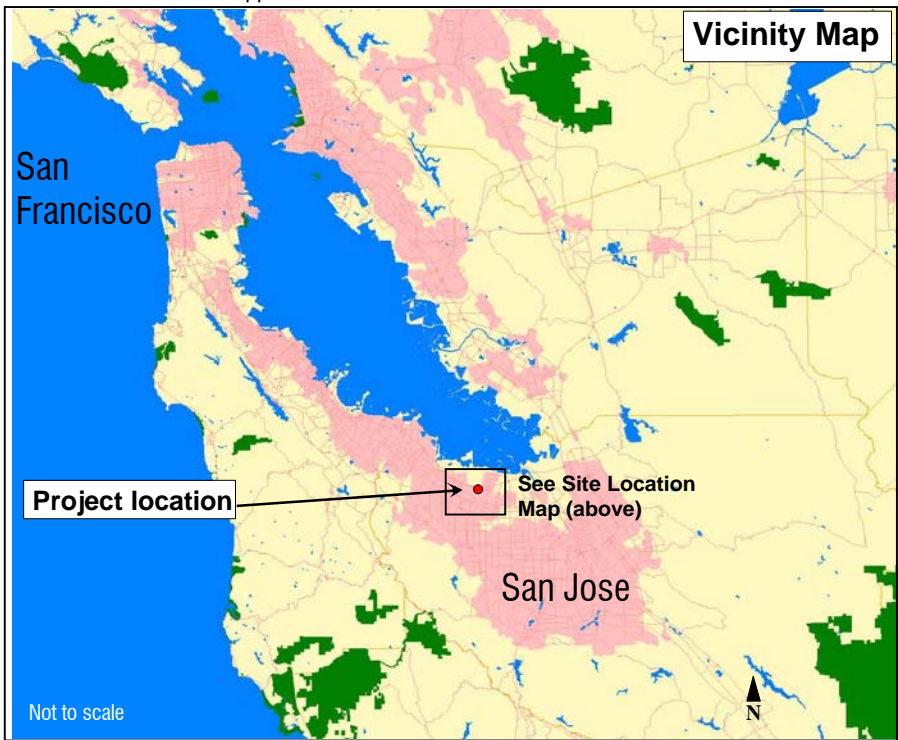 Vicinity Map
San
Francisco
Project location
See Site Location
Map (above)
San Jose
Not to scale
N